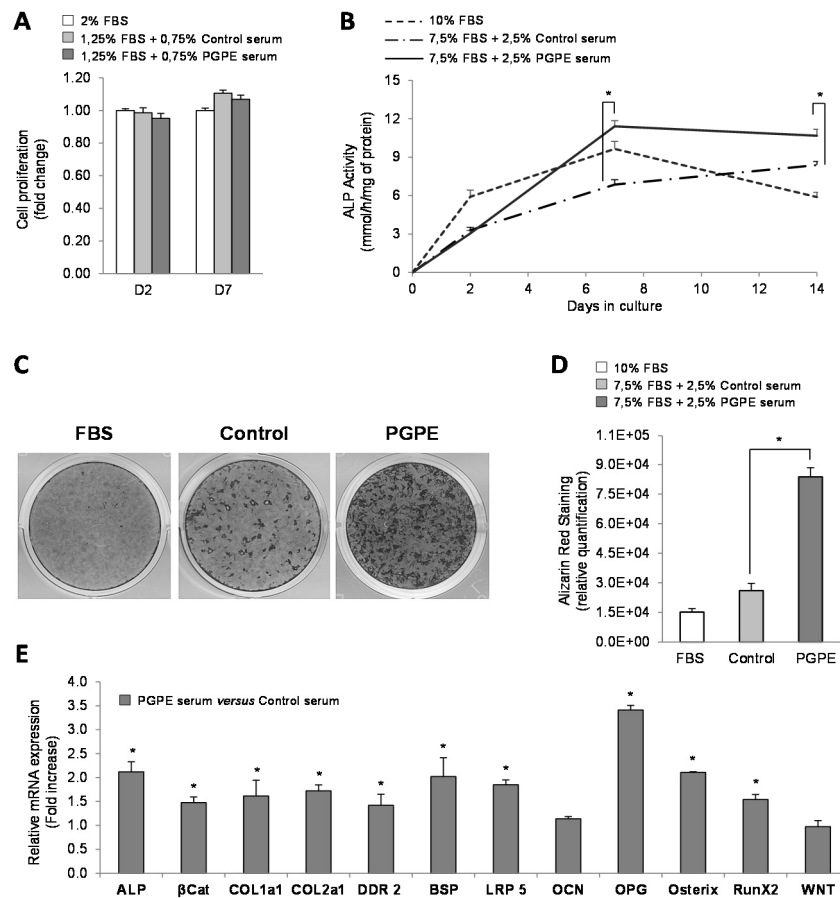 A
2% FBS
1,25% FBS + 0,75% Control serum
1,25% FBS + 0,75% PGPE serum
Cell proliferation
(fold change)
1.20
1.00
0.80
0.60
0.40
0.20
0.00
D2
D7
B
10% FBS
7,5% FBS + 2,5% Control serum
7,5% FBS + 2,5% PGPE serum
ALP Activity
(mmol/h/mg of protein)
15
12
9
6
3
0
*
*
0 2 4 6 8 10 12 14
Days in culture
C
FBS
Control
PGPE
D
10% FBS
7,5% FBS + 2,5% Control serum
7,5% FBS + 2,5% PGPE serum
Alizarin Red Staining
(relative quantification)
1.1E+05
9.0E+04
7.5E+04
6.0E+04
4.5E+04
3.0E+04
1.5E+04
0.0E+00
*
FBS Control PGPE
E
Relative mRNA expression
(Fold increase)
4.0
3.5
3.0
2.5
2.0
1.5
1.0
0.5
0.0
PGPE serum versus Control serum
* * * * * * * * * *
ALP βCat COL1a1 COL2a1 DDR 2 BSP LRP 5 OCN OPG Osterix RunX2 WNT